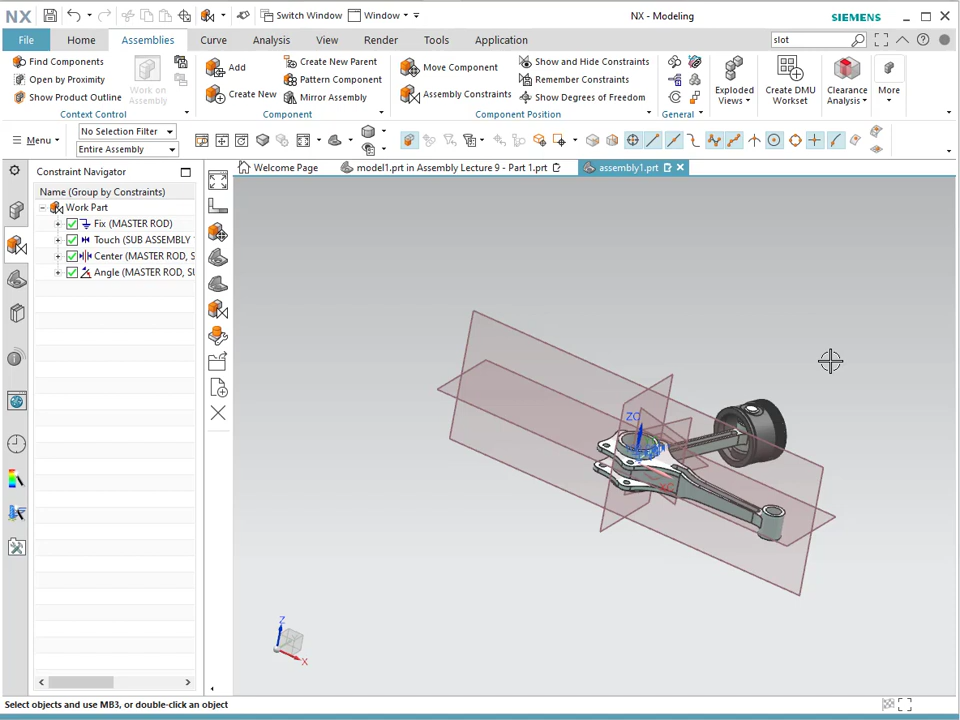 NX
Switch Window
Window
NX - Modeling
SIEMENS
File
Home
Assemblies
Curve
Analysis
View
Render
Tools
Application
slot
Find Components
Open by Proximity
Show Product Outline
Work on
Assembly
Context Control
Add
Create New
Create New Parent
Pattern Component
Mirror Assembly
Component
Move Component
Assembly Constraints
Show and Hide Constraints
Remember Constraints
Show Degrees of Freedom
Component Position
General
Exploded
Views
Create DMU
Workset
Clearance
Analysis
More
Menu
No Selection Filter
Entire Assembly
Welcome Page
model1.prt in Assembly Lecture 9 - Part 1.prt
assembly1.prt
Constraint Navigator
Name (Group by Constraints)
Work Part
Fix (MASTER ROD)
Touch (SUB ASSEMBLY
Center (MASTER ROD, S
Angle (MASTER ROD, SU
Z
X
Select objects and use MB3, or double-click an object